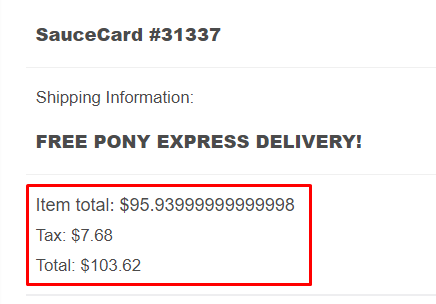 SauceCard #31337
Shipping Information:
FREE PONY EXPRESS DELIVERY!
Item total: $95.93999999999998
Tax: $7.68
Total: $103.62